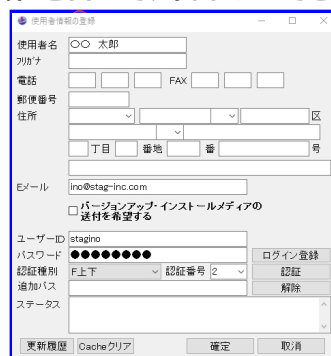 使用者情報の登録
使用者名 〇〇 太郎
フリガナ
電話 FAX
郵便番号
住所 区
丁目 番地 番 号
Eメール ino@stag-inc.com
バージョンアップ・インストールメディアの
送付を希望する
ユーザーID stagino
パスワード ●●●●●●●● ログイン登録
認証種別 F上下 認証番号 2 認証
追加パス 解除
ステータス
更新履歴 Cacheクリア 確定 取消